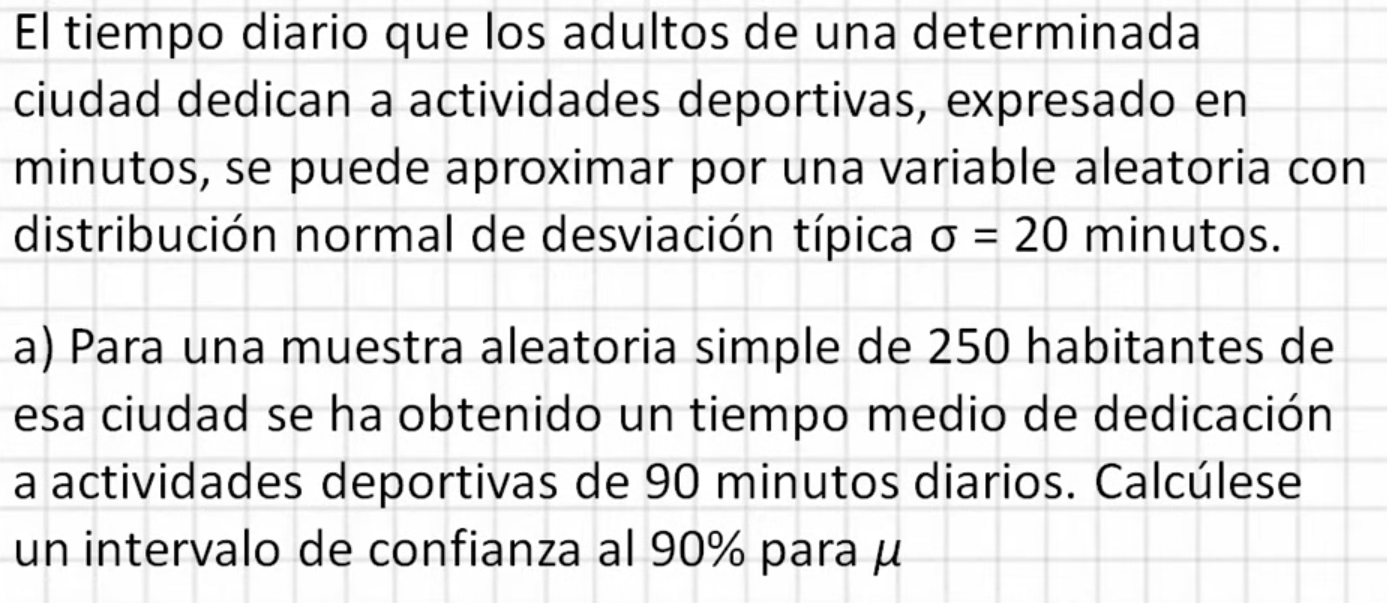 El tiempo diario que los adultos de una determinada
ciudad dedican a actividades deportivas, expresado en
minutos, se puede aproximar por una variable aleatoria con
distribución normal de desviación típica σ = 20 minutos.
a) Para una muestra aleatoria simple de 250 habitantes de
esa ciudad se ha obtenido un tiempo medio de dedicación
a actividades deportivas de 90 minutos diarios. Calcúlese
un intervalo de confianza al 90% para μ